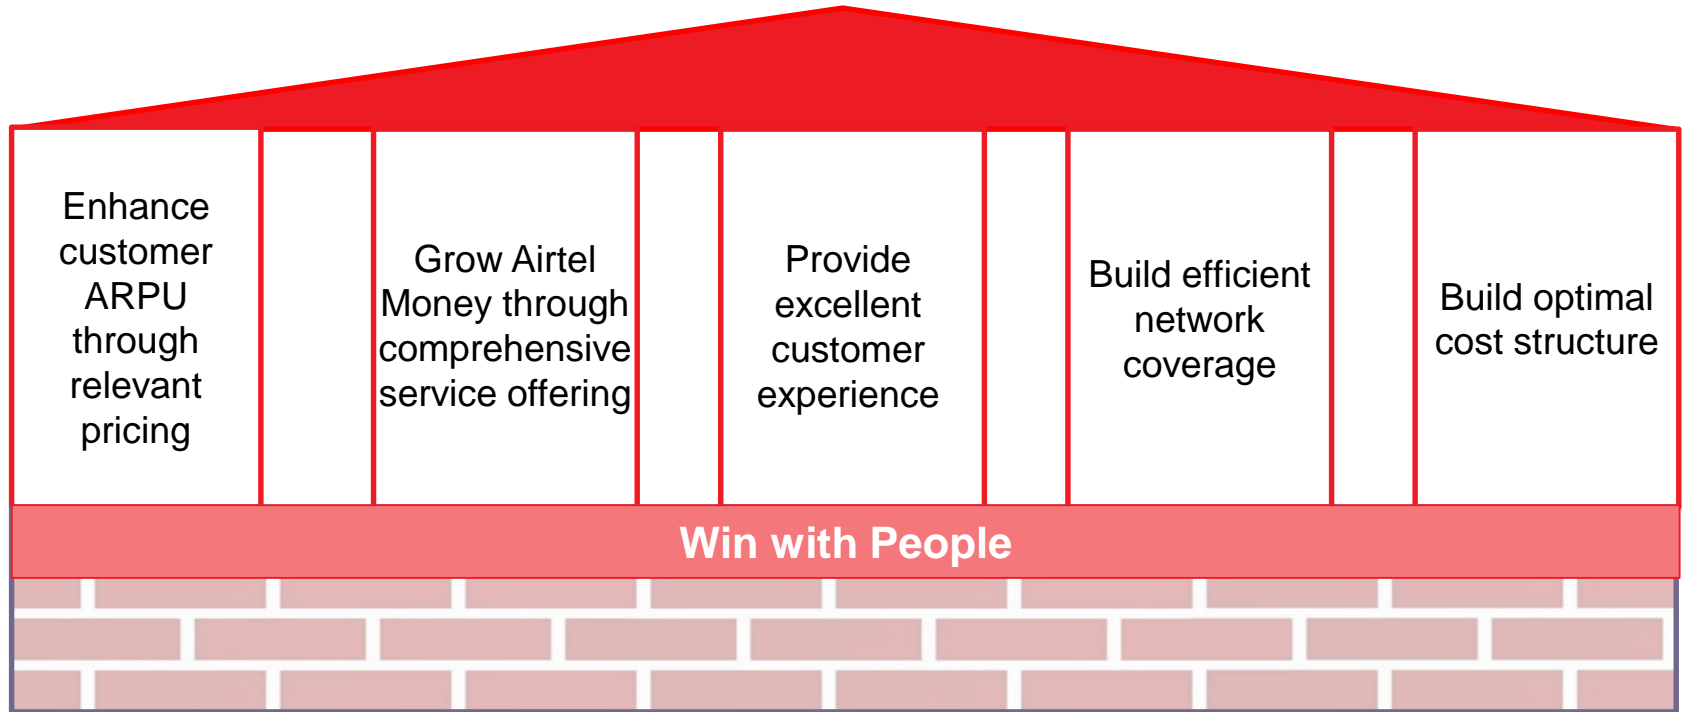 Enhance
customer
ARPU
through
relevant
pricing
Grow Airtel
Money through
comprehensive
service offering
Provide
excellent
customer
experience
Build efficient
network
coverage
Build optimal
cost structure
Win with People